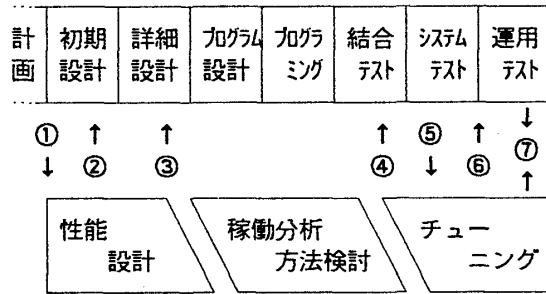 計画
初期設計
詳細設計
プログラム設計
プログラミング
結合テスト
システムテスト
運用テスト
①
↓
↑
②
↑
③
↑
④
⑤
↓
↑
⑥
↓
⑦
↑
性能設計
稼働分析方法検討
チューニング